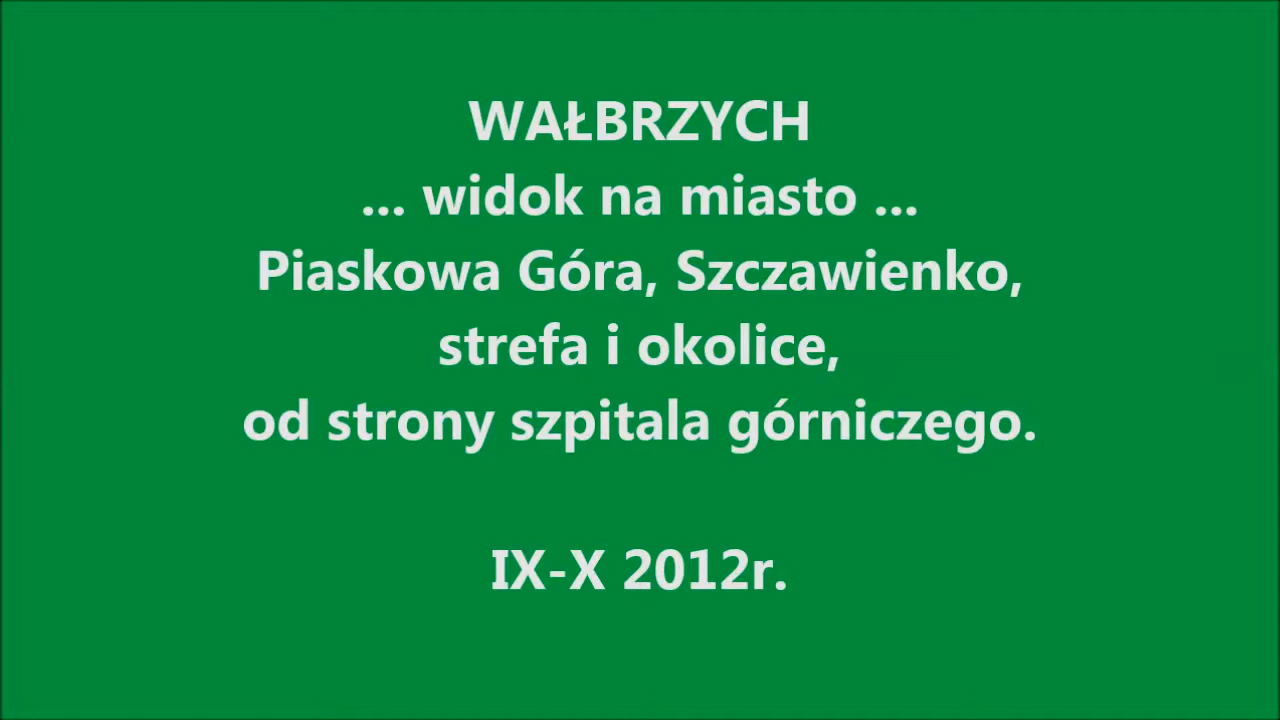 WAŁBRZYCH
... widok na miasto ...
Piaskowa Góra, Szczawienko,
strefa i okolice,
od strony szpitala górniczego.
IX-X 2012r.